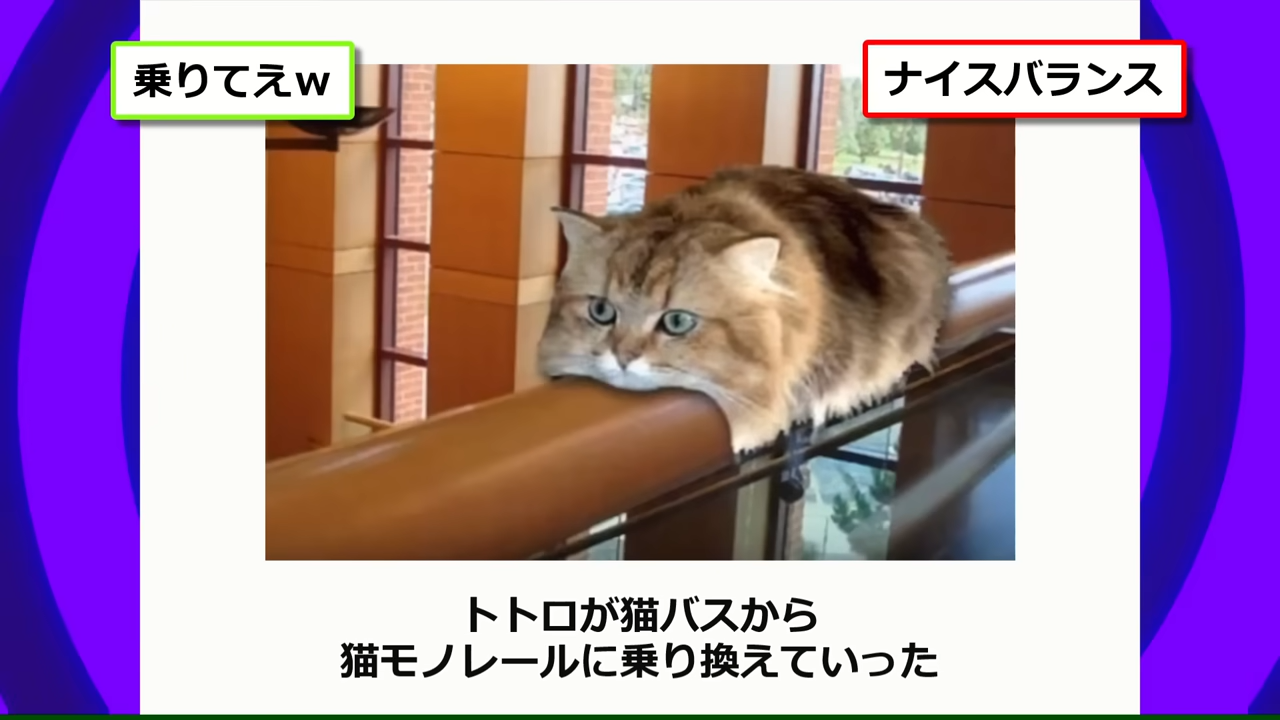 乗りてえw
ナイスバランス
トトロが猫バスから
猫モノレールに乗り換えていった